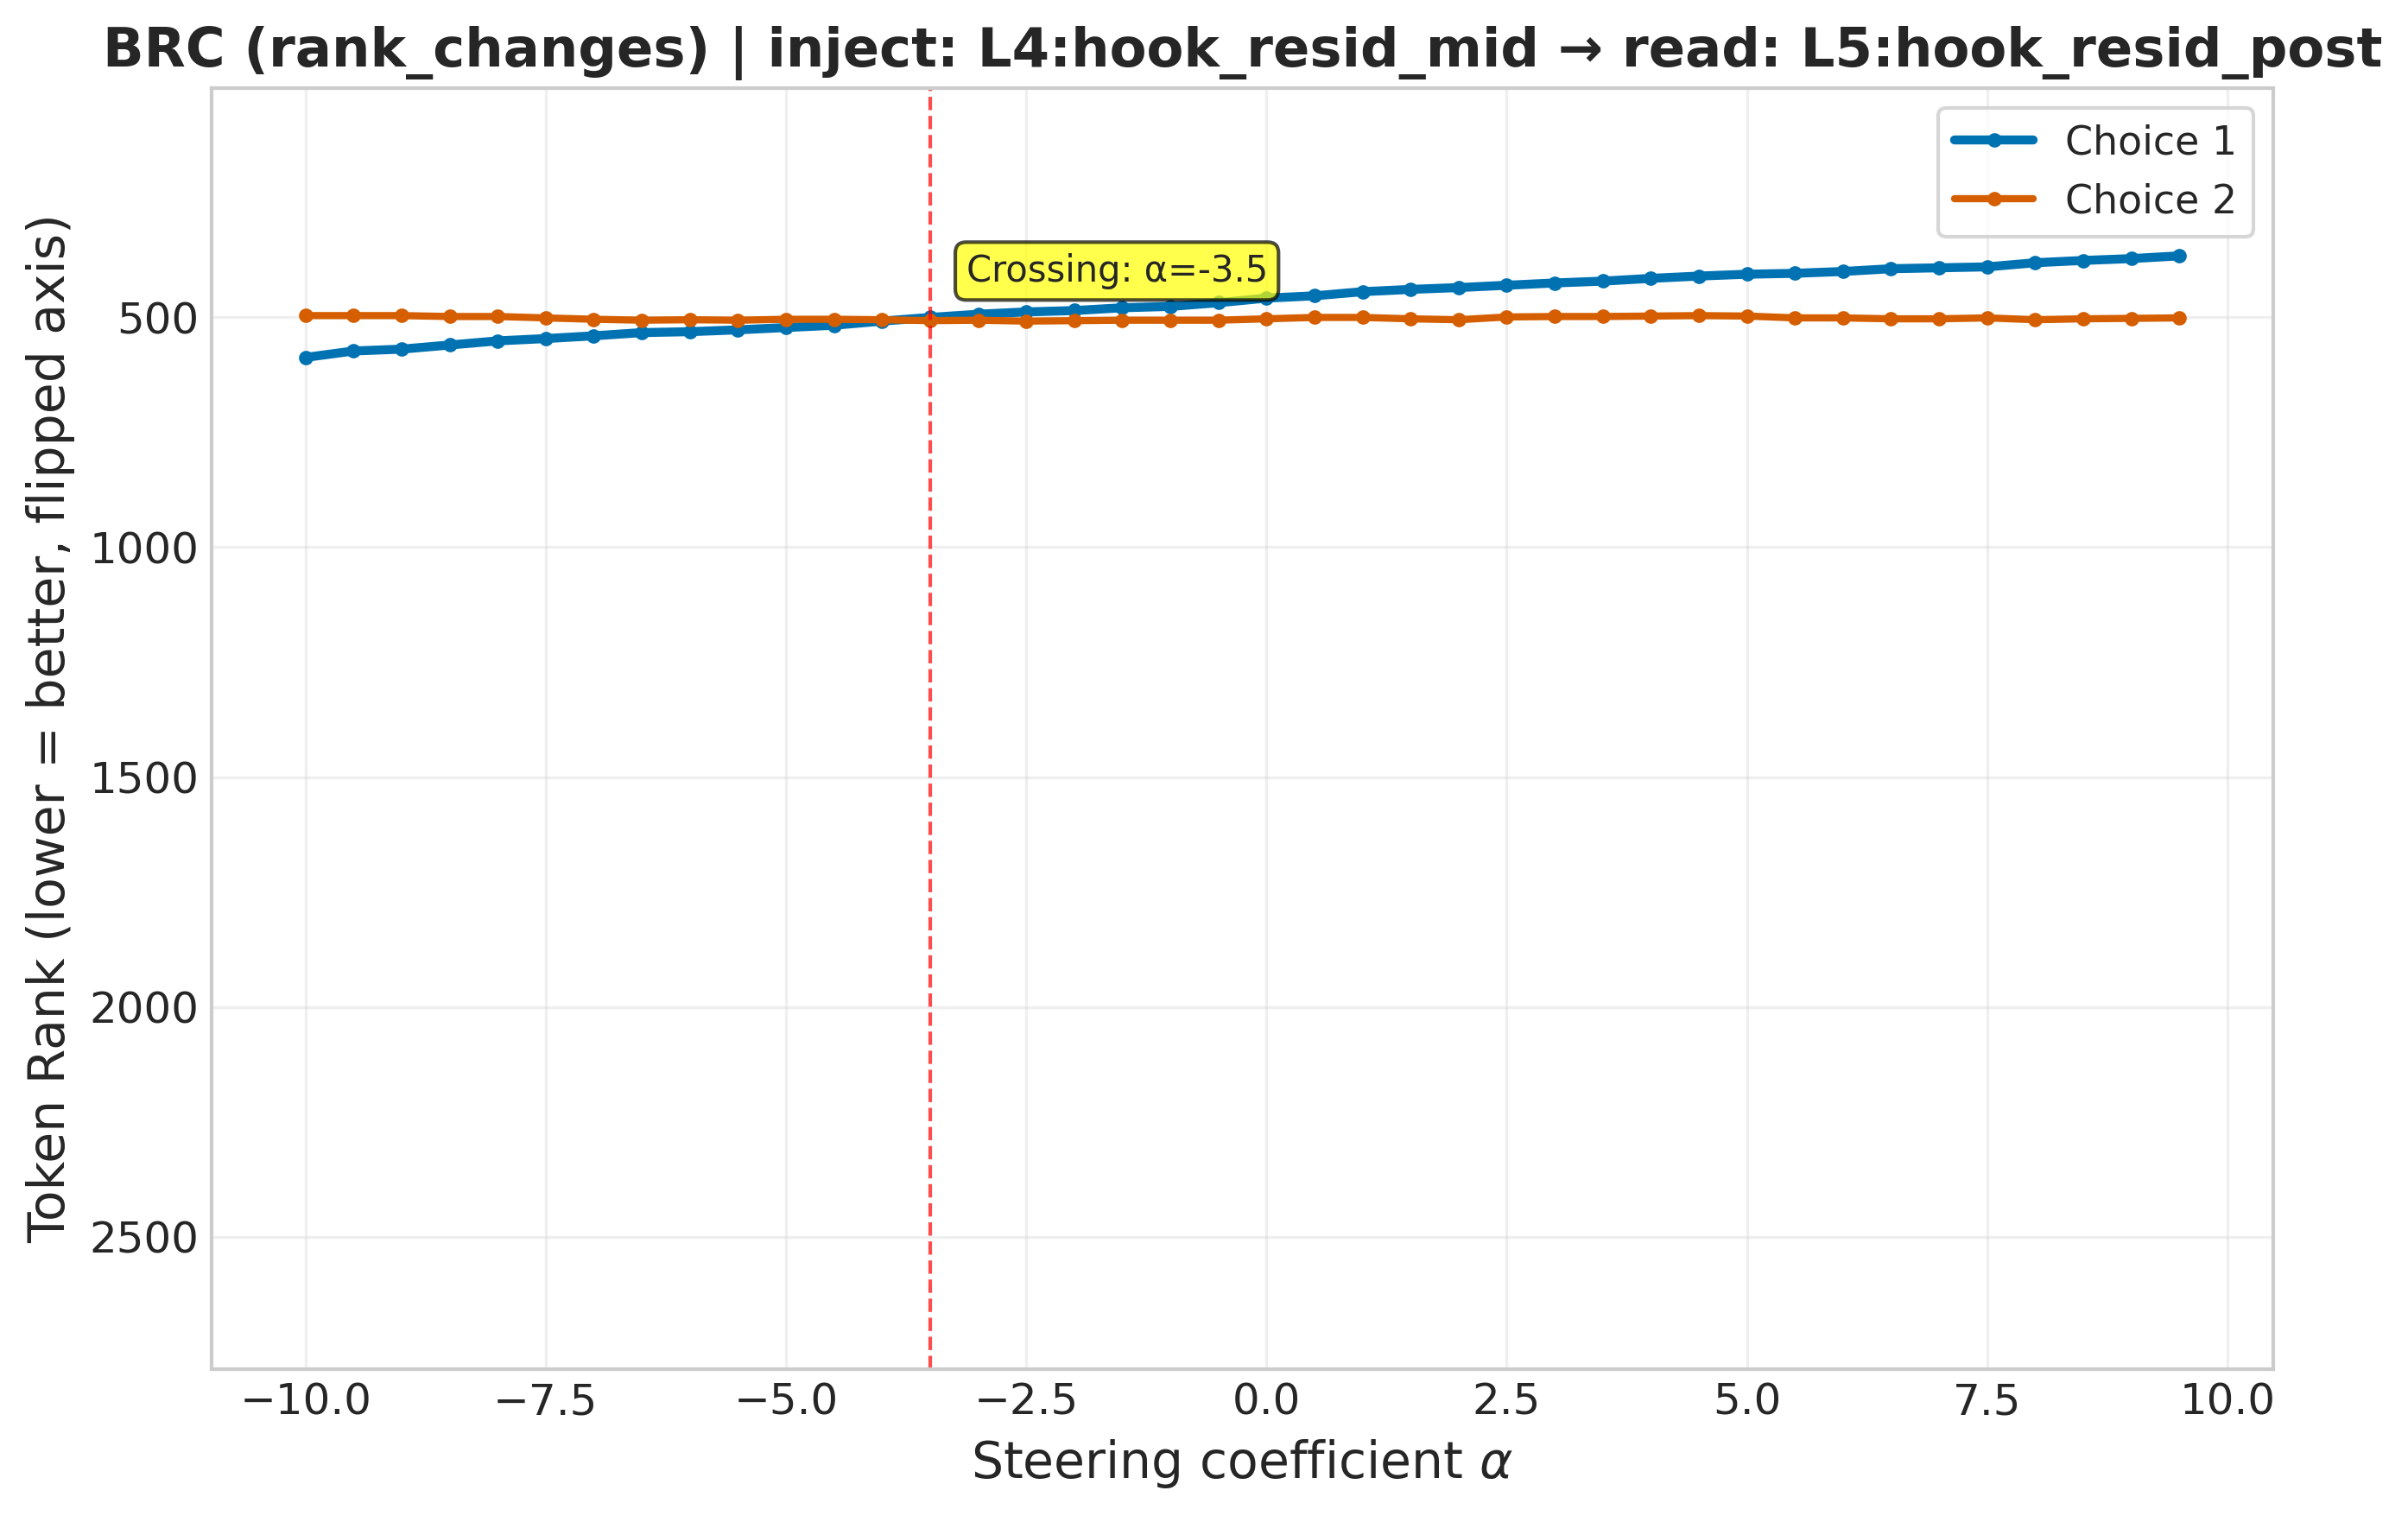 BRC (rank_changes) | inject: L4:hook_resid_mid → read: L5:hook_resid_post
Choice 1
Choice 2
Crossing: α=-3.5
Token Rank (lower = better, flipped axis)
500
1000
1500
2000
2500
−10.0 −7.5 −5.0 −2.5 0.0 2.5 5.0 7.5 10.0
Steering coefficient α